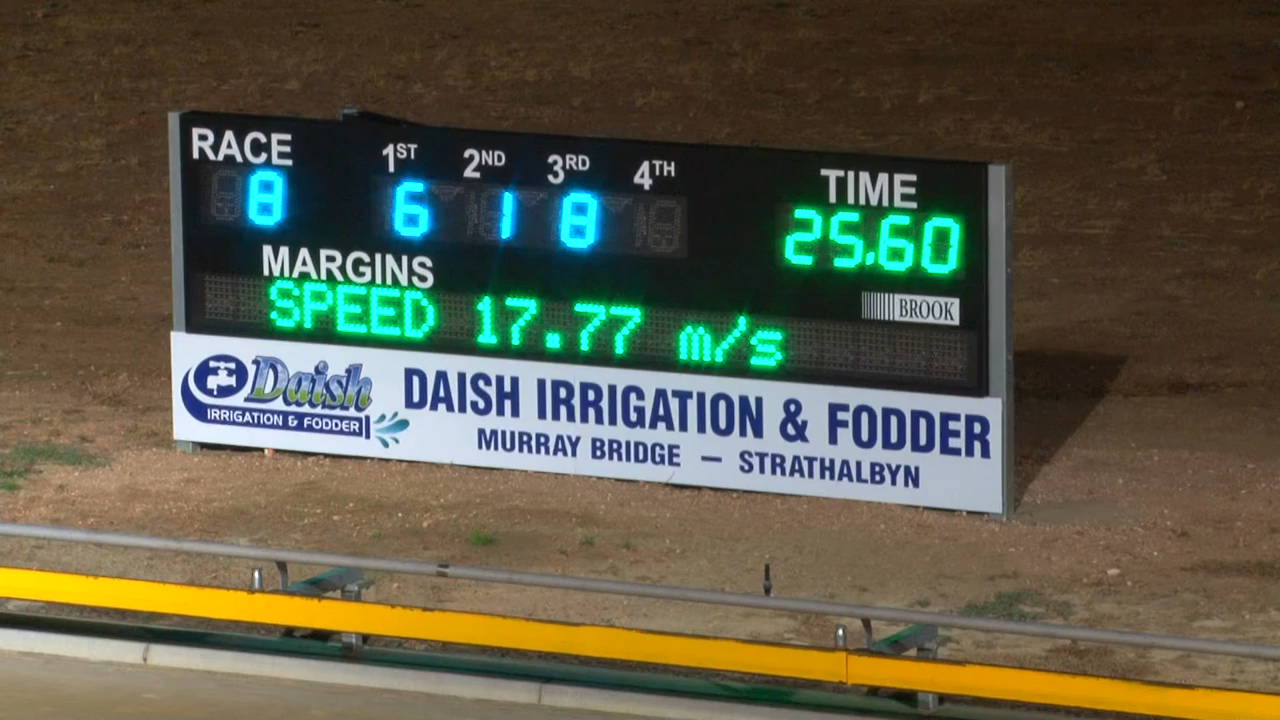 RACE 1ST 2ND 3RD 4TH TIME
8 6 1 8 25.60
MARGINS
BROOK
SPEED 17.77 m/s
Daish
IRRIGATION & FODDER
DAISH IRRIGATION & FODDER
MURRAY BRIDGE — STRATHALBYN